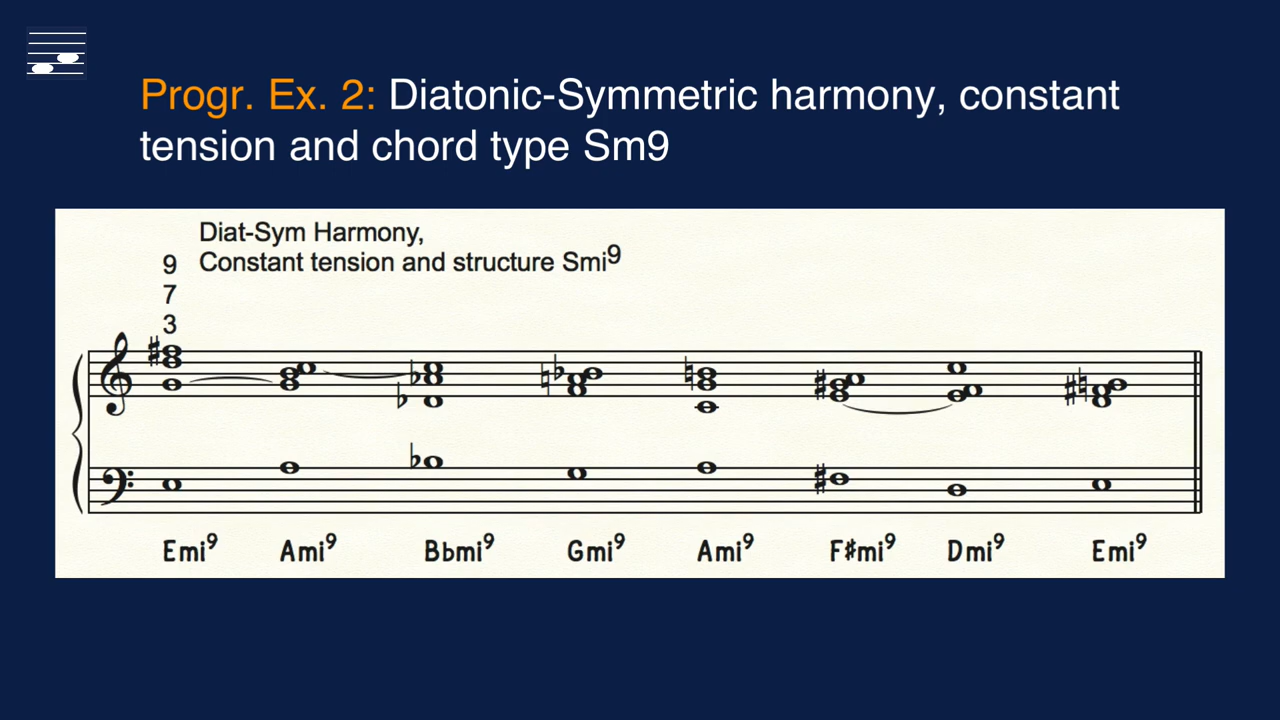 Progr. Ex. 2: Diatonic-Symmetric harmony, constant
tension and chord type Sm9
Diat-Sym Harmony,
Constant tension and structure Smi9
9
7
3
Emi9 Ami9 Bbmi9 Gmi9 Ami9 F#mi9 Dmi9 Emi9